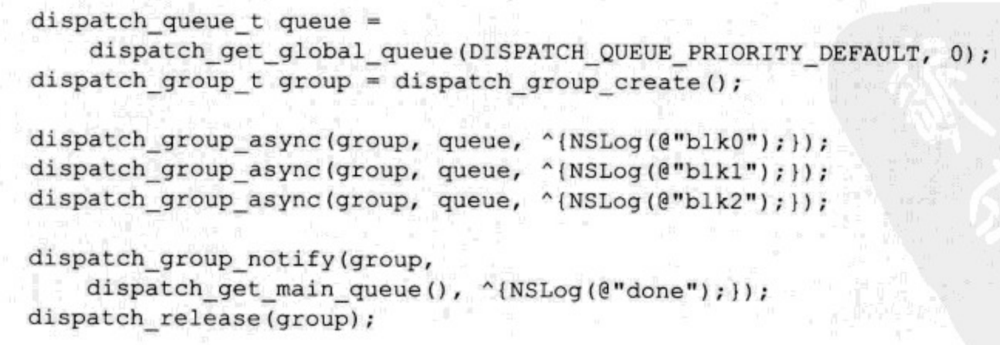 dispatch_queue_t queue =
    dispatch_get_global_queue(DISPATCH_QUEUE_PRIORITY_DEFAULT, 0);
dispatch_group_t group = dispatch_group_create();

dispatch_group_async(group, queue, ^{NSLog(@"blk0");});
dispatch_group_async(group, queue, ^{NSLog(@"blk1");});
dispatch_group_async(group, queue, ^{NSLog(@"blk2");});

dispatch_group_notify(group,
    dispatch_get_main_queue(), ^{NSLog(@"done");});
dispatch_release(group);